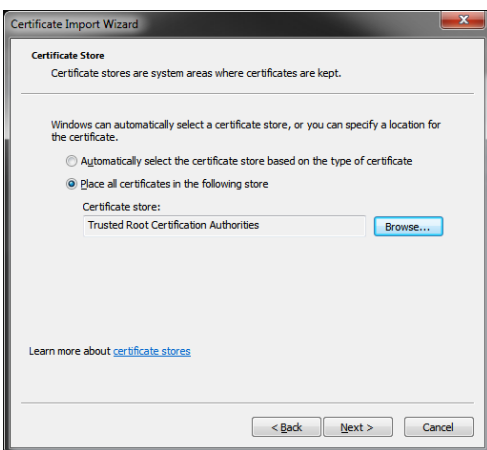 Certificate Import Wizard
Certificate Store
Certificate stores are system areas where certificates are kept.
Windows can automatically select a certificate store, or you can specify a location for
the certificate.
Automatically select the certificate store based on the type of certificate
Place all certificates in the following store
Certificate store:
Trusted Root Certification Authorities
Browse...
Learn more about certificate stores
< Back
Next >
Cancel